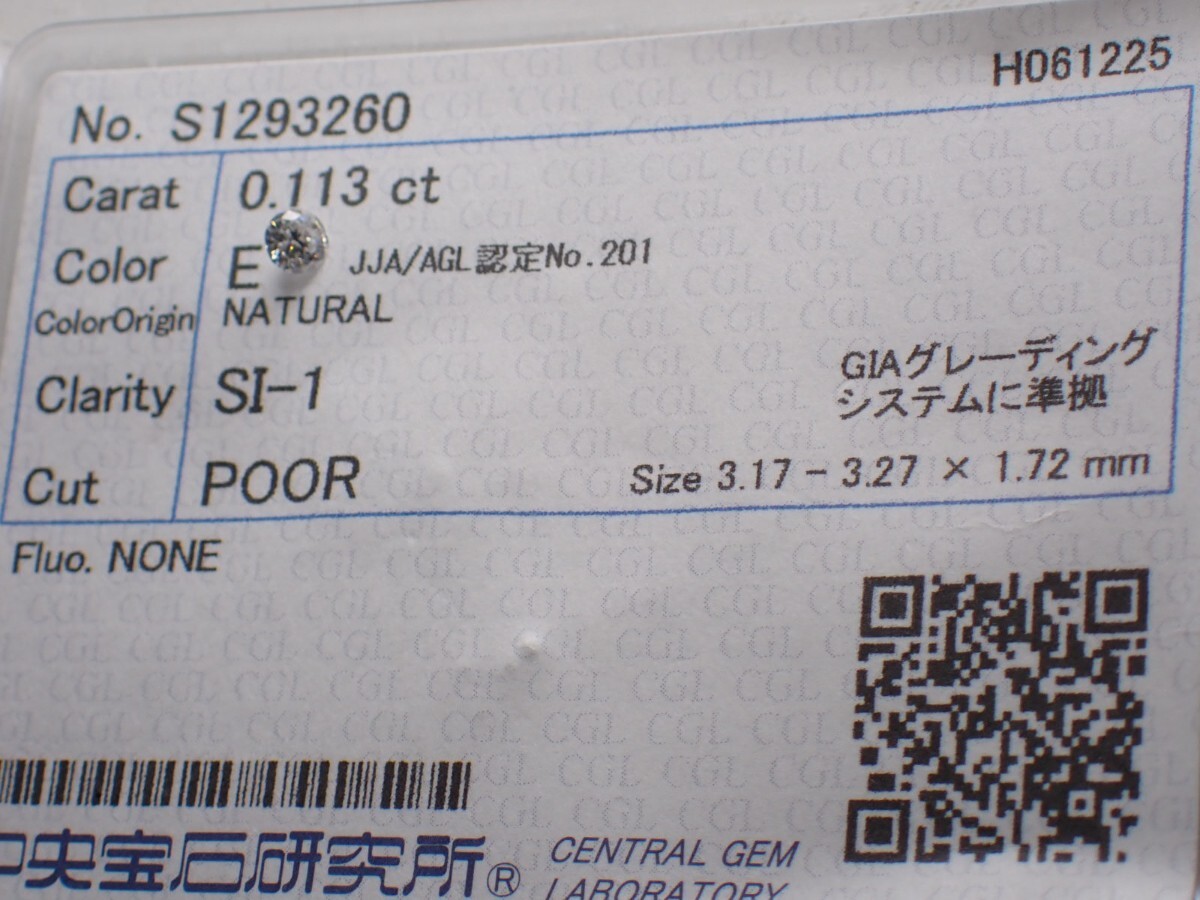 H061225
No. S1293260
Carat 0.113 ct
Color E JJA/AGL認定No.201
ColorOrigin NATURAL
Clarity SI-1
GIAグレーディング
システムに準拠
Cut POOR Size 3.17 - 3.27 × 1.72 mm
Fluo. NONE
中央宝石研究所®
CENTRAL GEM
LABORATORY